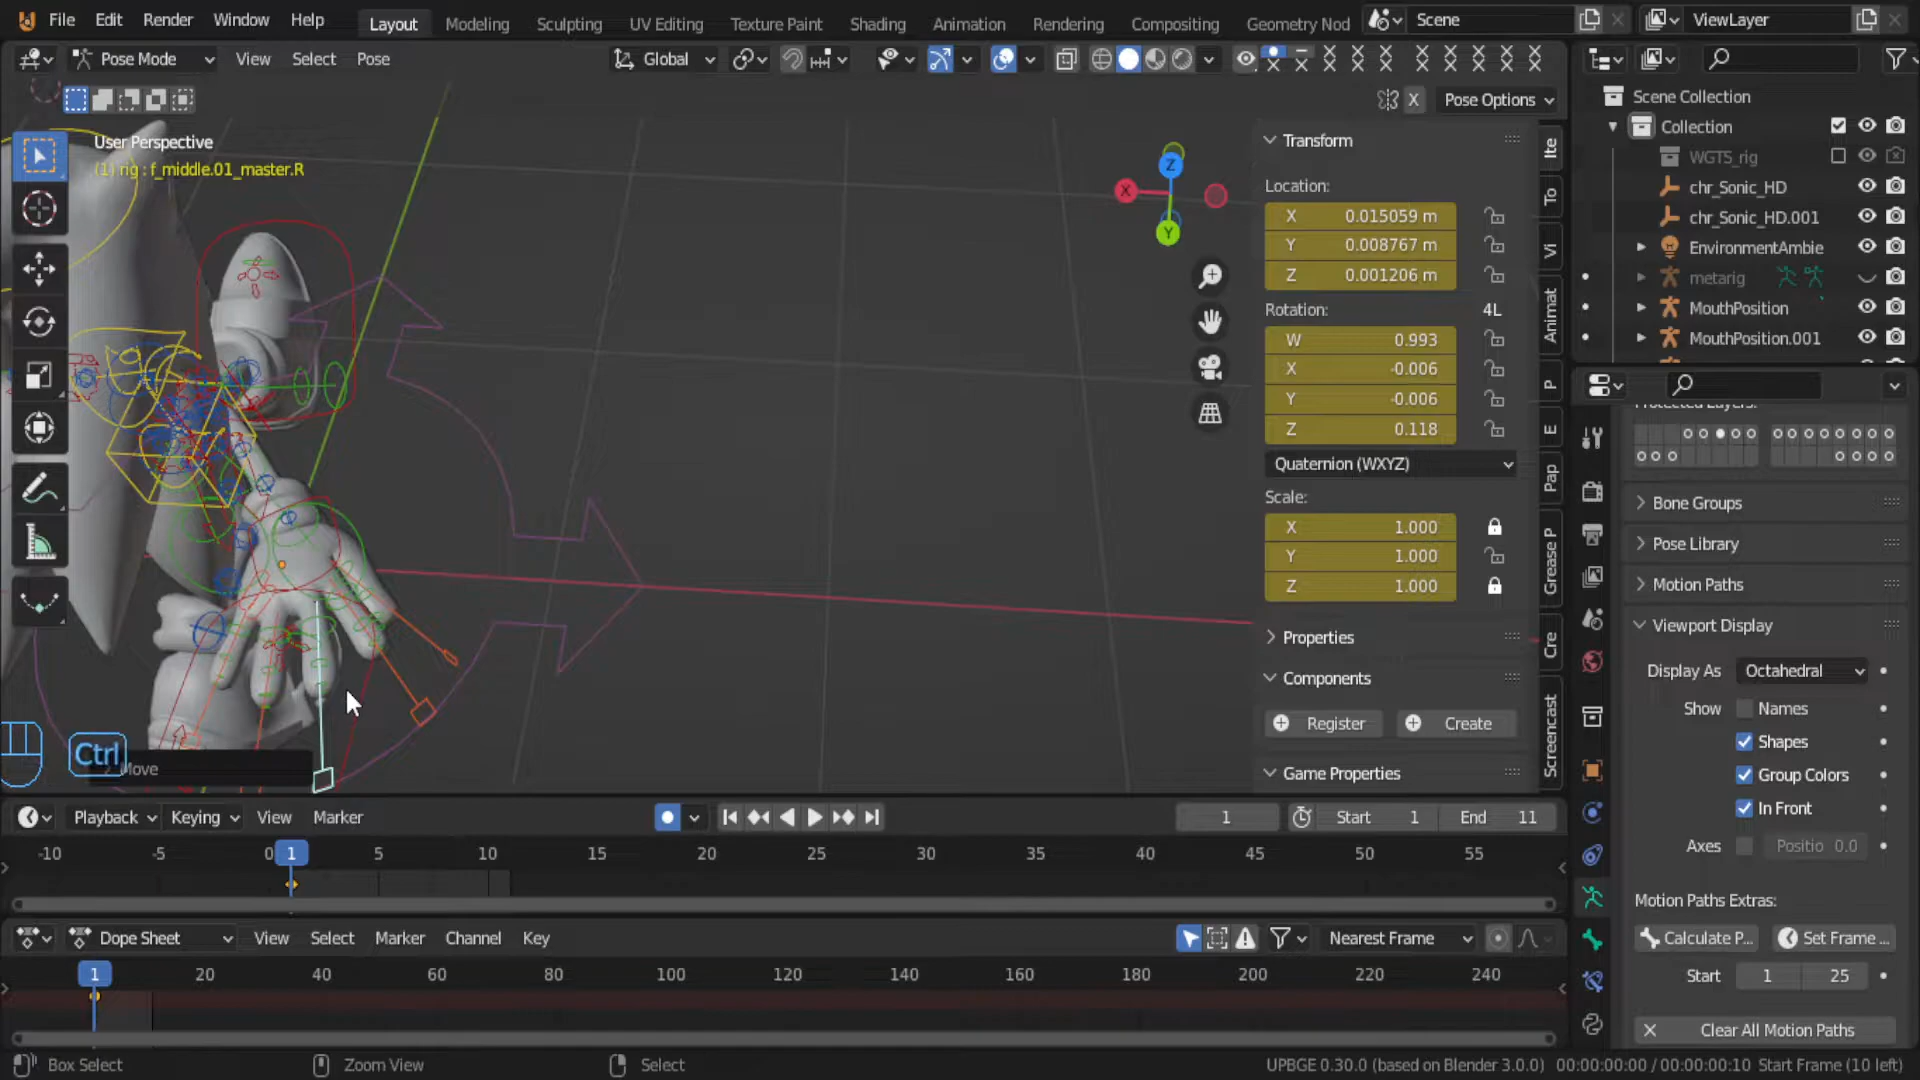 File Edit Render Window Help Layout Modeling Sculpting UV Editing Texture Paint Shading Animation Rendering Compositing Geometry Nod Scene ViewLayer
Pose Mode View Select Pose Global
X Pose Options
User Perspective
(1) rig : f_middle.01_master.R
Transform
Location:
X 0.015059 m
Y 0.008767 m
Z 0.001206 m
Rotation: 4L
W 0.993
X -0.006
Y -0.006
Z 0.118
Quaternion (WXYZ)
Scale:
X 1.000
Y 1.000
Z 1.000
Properties
Components
Register Create
Game Properties
Ite
To
Vi
Animat
P
E
Pap
Grease P
Cre
Screencast
X
Y
Z
Ctrl
Move
Scene Collection
Collection
WGTS_rig
chr_Sonic_HD
chr_Sonic_HD.001
EnvironmentAmbie
metarig
MouthPosition
MouthPosition.001
Bone Groups
Pose Library
Motion Paths
Viewport Display
Display As Octahedral
Show Names
Shapes
Group Colors
In Front
Axes Positio 0.0
Motion Paths Extras:
Calculate P... Set Frame ...
Start 1 25
Clear All Motion Paths
Playback Keying View Marker 1 Start 1 End 11
-10 -5 0 1 5 10 15 20 25 30 35 40 45 50 55
Dope Sheet View Select Marker Channel Key Nearest Frame
1 20 40 60 80 100 120 140 160 180 200 220 240
Box Select Zoom View Select UPBGE 0.30.0 (based on Blender 3.0.0) 00:00:00:00 / 00:00:00:10 Start Frame (10 left)